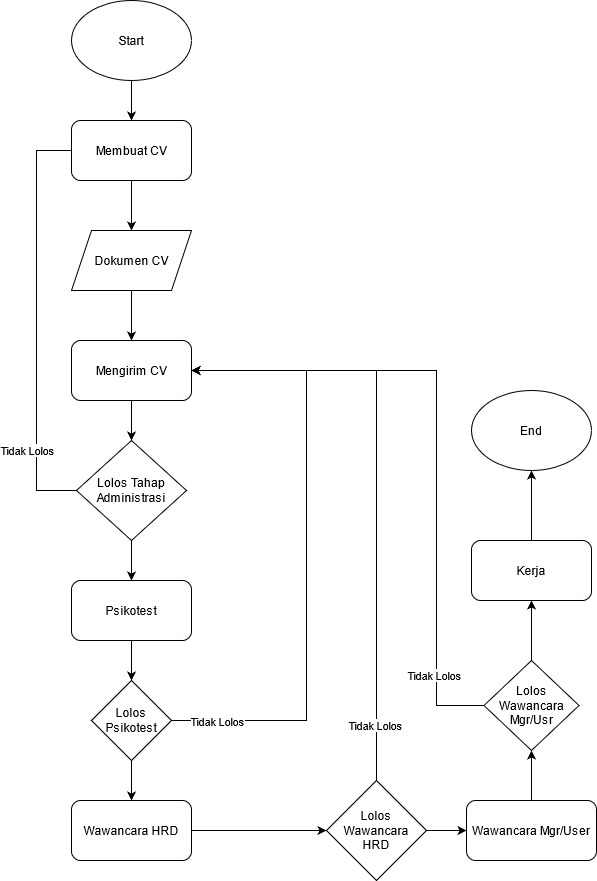 Start
Membuat CV
Dokumen CV
Mengirim CV
Tidak Lolos
Lolos Tahap
Administrasi
Psikotest
Lolos
Psikotest
Tidak Lolos
Wawancara HRD
Tidak Lolos
Lolos
Wawancara
HRD
Wawancara Mgr/User
Tidak Lolos
Lolos
Wawancara
Mgr/Usr
Kerja
End